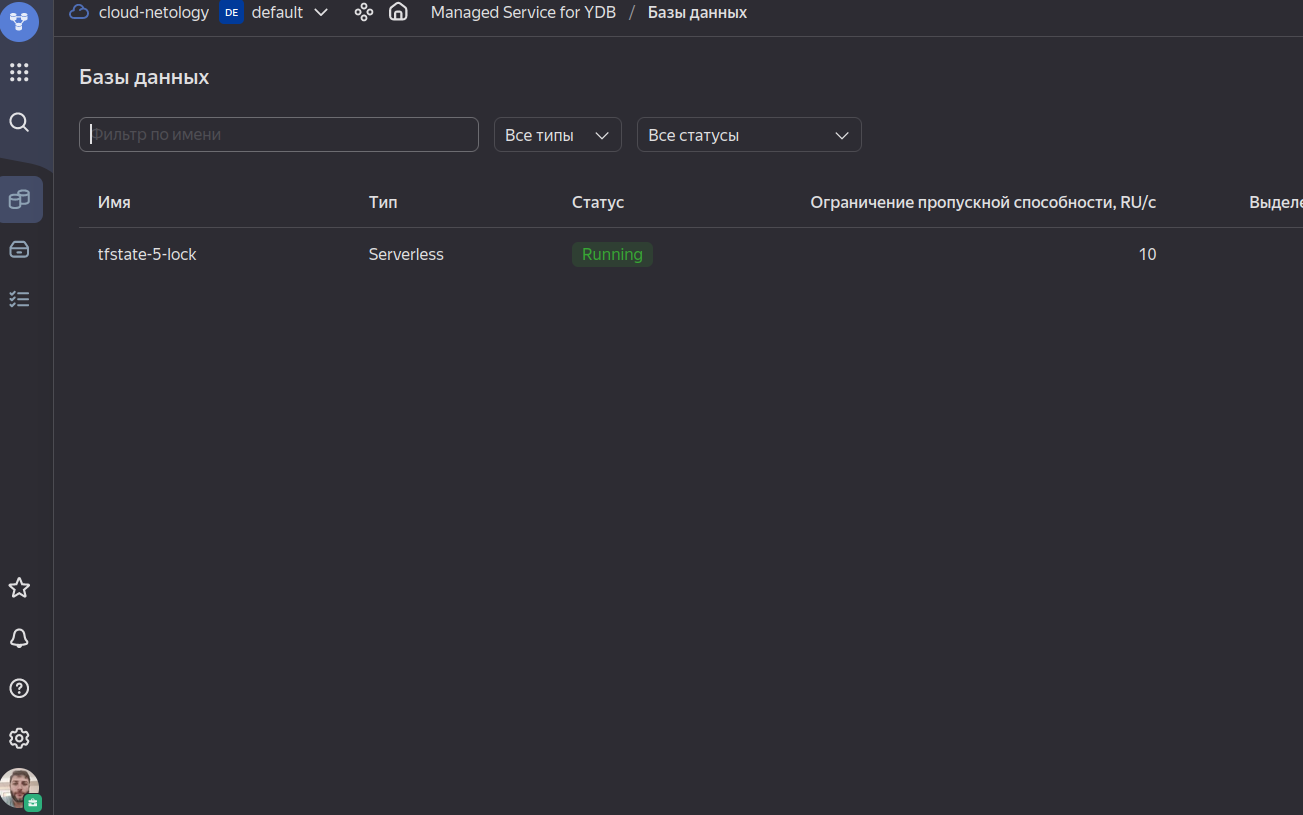 cloud-netology DE default Managed Service for YDB / Базы данных
Базы данных
Фильтр по имени Все типы Все статусы
Имя Тип Статус Ограничение пропускной способности, RU/с Выделе
tfstate-5-lock Serverless Running 10